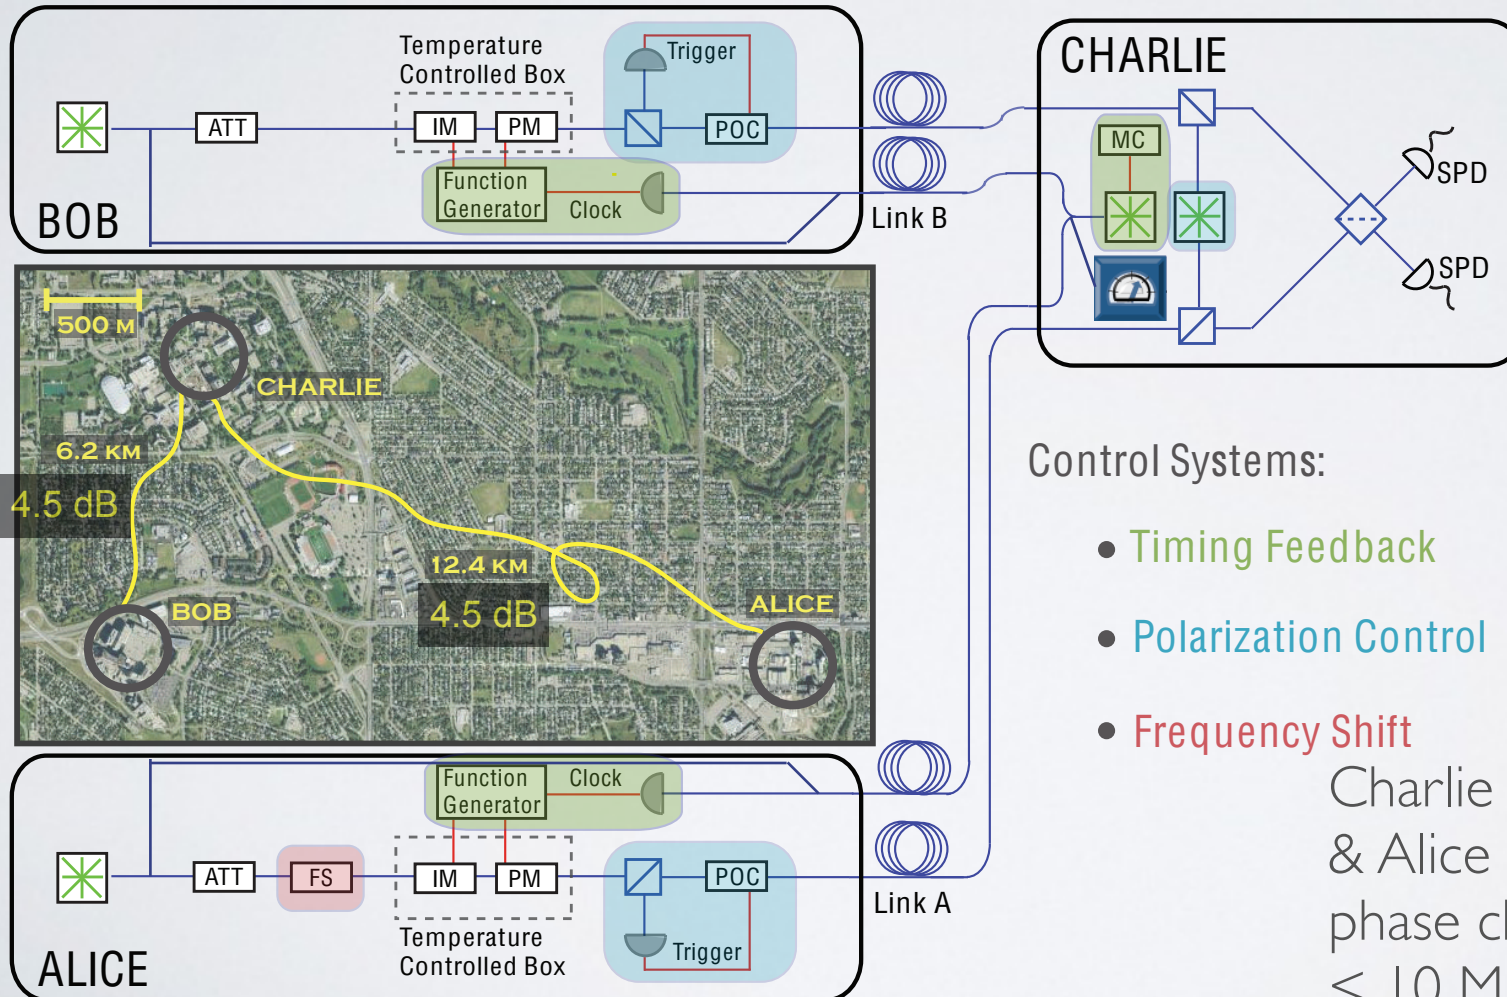 Temperature
Controlled Box
Trigger
ATT
IM
PM
POC
Function
Generator
Clock
BOB
Link B
CHARLIE
MC
SPD
SPD
500 M
CHARLIE
6.2 KM
4.5 dB
12.4 KM
4.5 dB
BOB
ALICE
Control Systems:
• Timing Feedback
• Polarization Control
• Frequency Shift
Charlie
& Alice
phase
< 10
Function
Generator
Clock
ATT
FS
IM
PM
POC
Link A
Temperature
Controlled Box
Trigger
ALICE